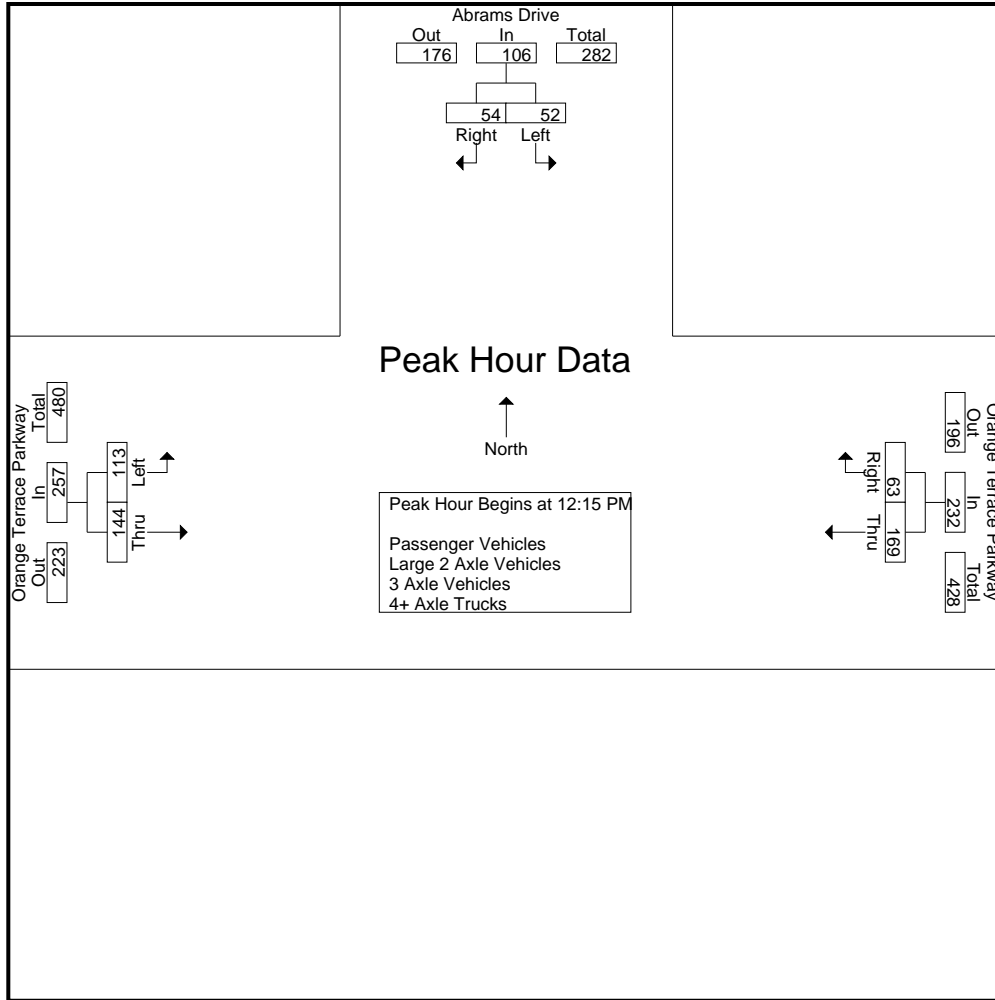 Abrams Drive
Out In Total
176 106 282
54 52
Right Left
Peak Hour Data
North
Peak Hour Begins at 12:15 PM
Passenger Vehicles
Large 2 Axle Vehicles
3 Axle Vehicles
4+ Axle Trucks
Orange Terrace Parkway
Out In Total
223 257 480
Thru Left
144 113
Orange Terrace Parkway
Out In Total
196 232 428
63 169
Right Thru